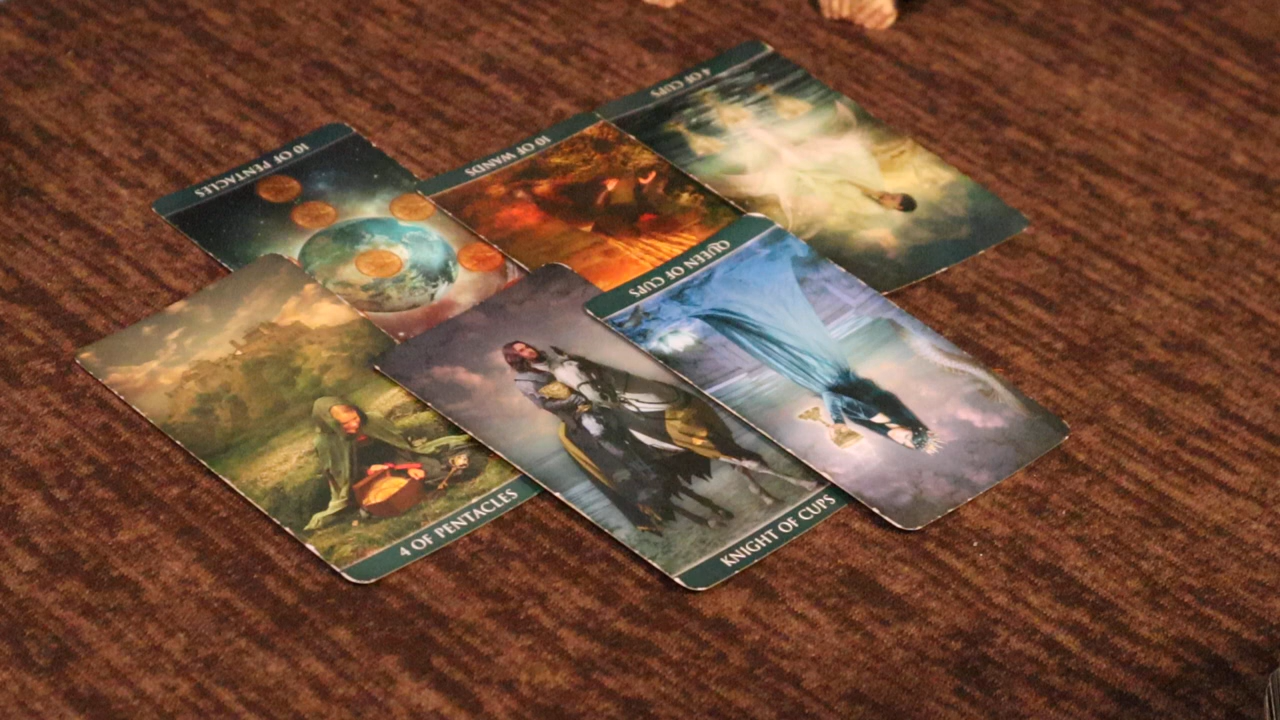 4 OF CUPS
10 OF WANDS
10 OF PENTACLES
QUEEN OF CUPS
4 OF PENTACLES
KNIGHT OF CUPS